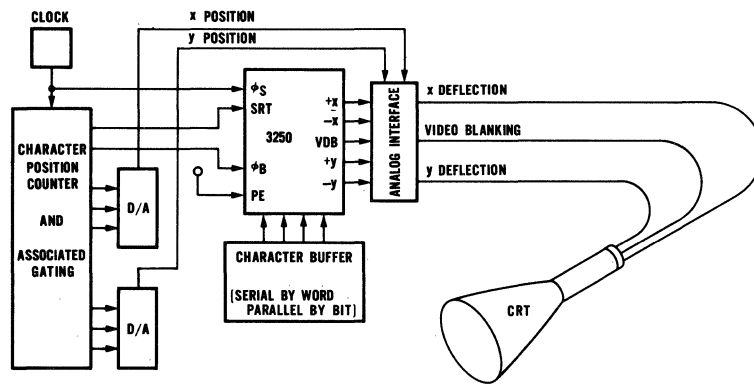 CLOCK
x POSITION
y POSITION
ϕS
SRT
3250
ϕB
PE
+x
−x
VDB
+y
−y
ANALOG INTERFACE
x DEFLECTION
VIDEO BLANKING
y DEFLECTION
CHARACTER
POSITION
COUNTER
AND
ASSOCIATED
GATING
D/A
D/A
CHARACTER BUFFER
(SERIAL BY WORD
PARALLEL BY BIT)
CRT